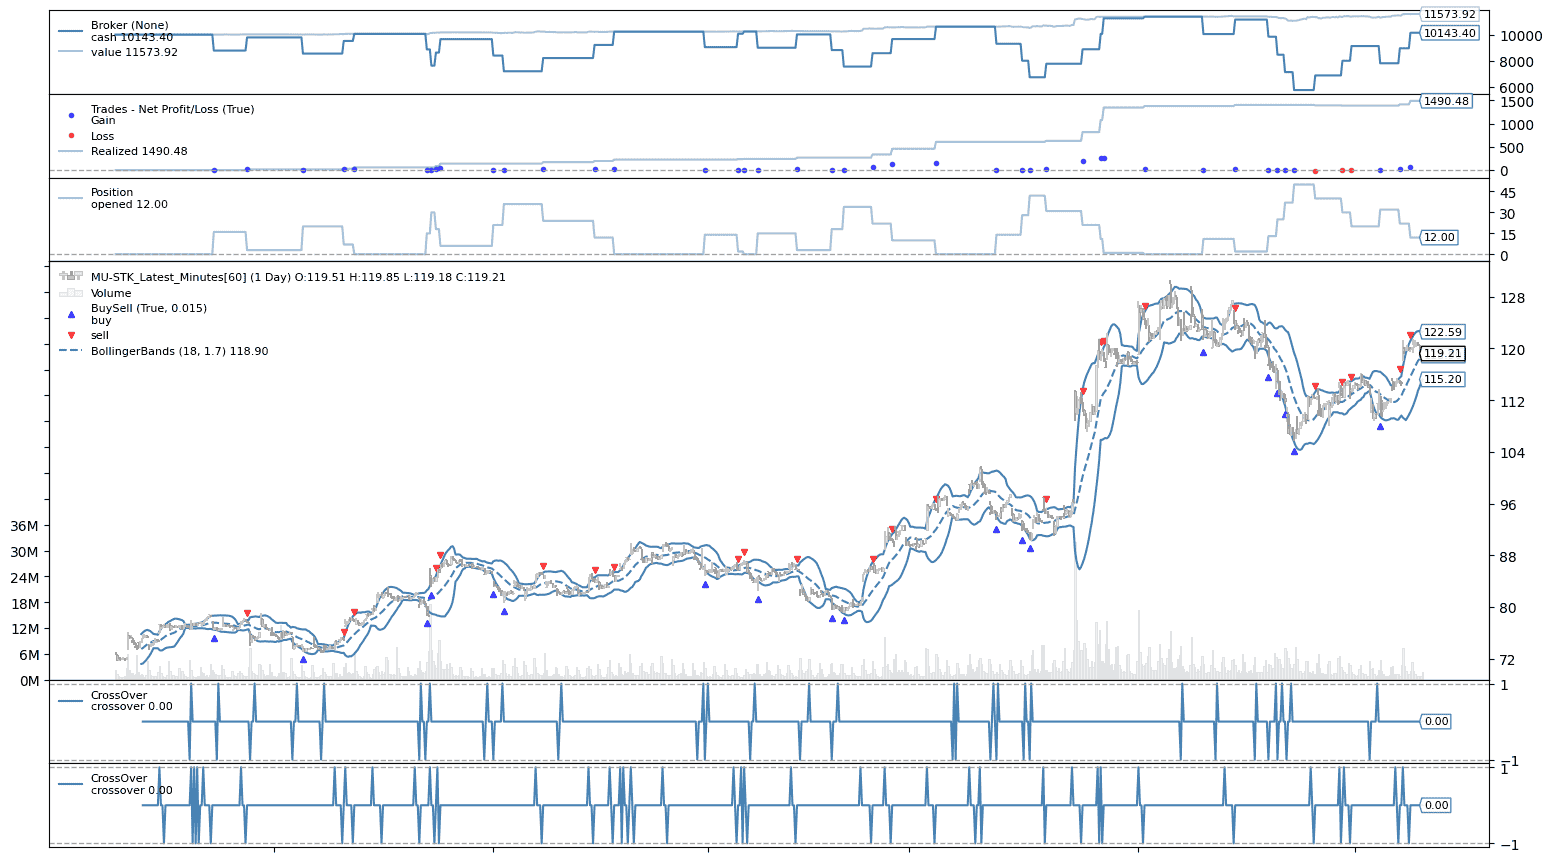 Broker (None)
cash 10143.40
value 11573.92
11573.92
10143.40
10000
8000
6000
Trades - Net Profit/Loss (True)
Gain
Loss
Realized 1490.48
1490.48
1500
1000
500
0
Position
opened 12.00
45
30
15
0
12.00
MU-STK_Latest_Minutes[60] (1 Day) O:119.51 H:119.85 L:119.18 C:119.21
Volume
BuySell (True, 0.015)
buy
sell
BollingerBands (18, 1.7) 118.90
128
122.59
120
119.21
115.20
112
104
96
88
80
72
36M
30M
24M
18M
12M
6M
0M
CrossOver
crossover 0.00
1
0.00
−1
CrossOver
crossover 0.00
1
0.00
−1